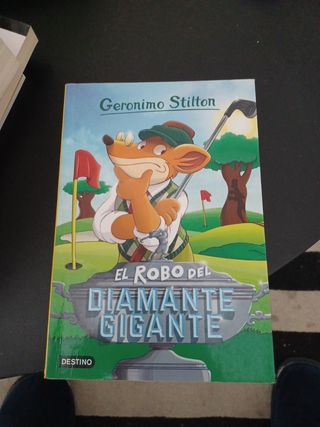 Geronimo Stilton
EL ROBO DEL
DIAMANTE
GIGANTE
DESTINO